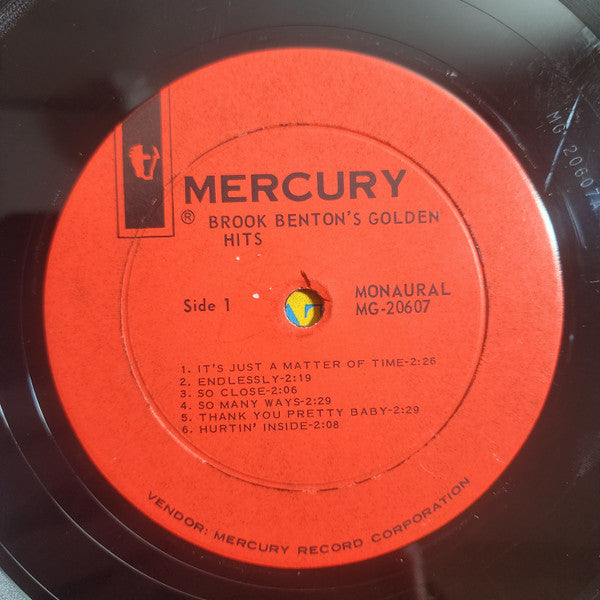 MERCURY
®
BROOK BENTON'S GOLDEN
HITS
Side 1
MONAURAL
MG-20607
1. IT'S JUST A MATTER OF TIME-2:26
2. ENDLESSLY-2:19
3. SO CLOSE-2:06
4. SO MANY WAYS-2:29
5. THANK YOU PRETTY BABY-2:29
6. HURTIN' INSIDE-2:08
VENDOR: MERCURY RECORD CORPORATION
MG 20607A